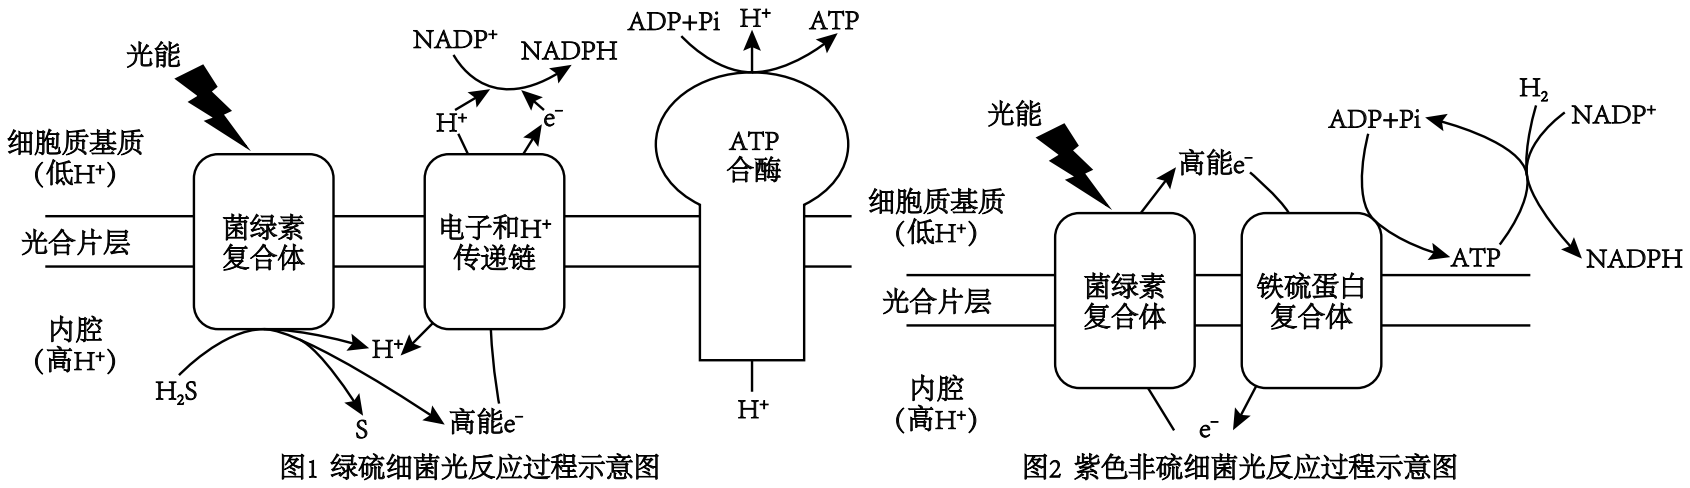 光能
NADP⁺
NADPH
ADP+Pi
H⁺
ATP
细胞质基质
(低H⁺)
H⁺
e⁻
ATP
合酶
光合片层
菌绿素
复合体
电子和H⁺
传递链
内腔
(高H⁺)
H⁺
H₂S
S
高能e⁻
H⁺
图1 绿硫细菌光反应过程示意图
光能
高能e⁻
ADP+Pi
H₂
NADP⁺
细胞质基质
(低H⁺)
ATP
NADPH
光合片层
菌绿素
复合体
铁硫蛋白
复合体
内腔
(高H⁺)
e⁻
图2 紫色非硫细菌光反应过程示意图